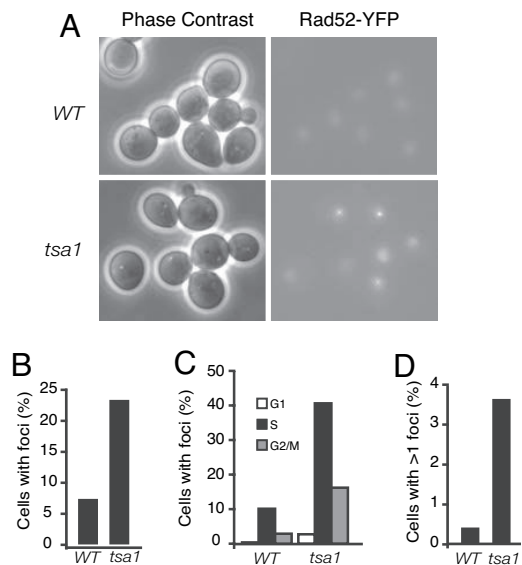 A
Phase Contrast
Rad52-YFP
WT
tsa1
B
Cells with foci (%)
25
20
15
10
5
0
WT
tsa1
C
Cells with foci (%)
50
40
30
20
10
0
G1
S
G2/M
WT
tsa1
D
Cells with >1 foci (%)
4
3
2
1
0
WT
tsa1